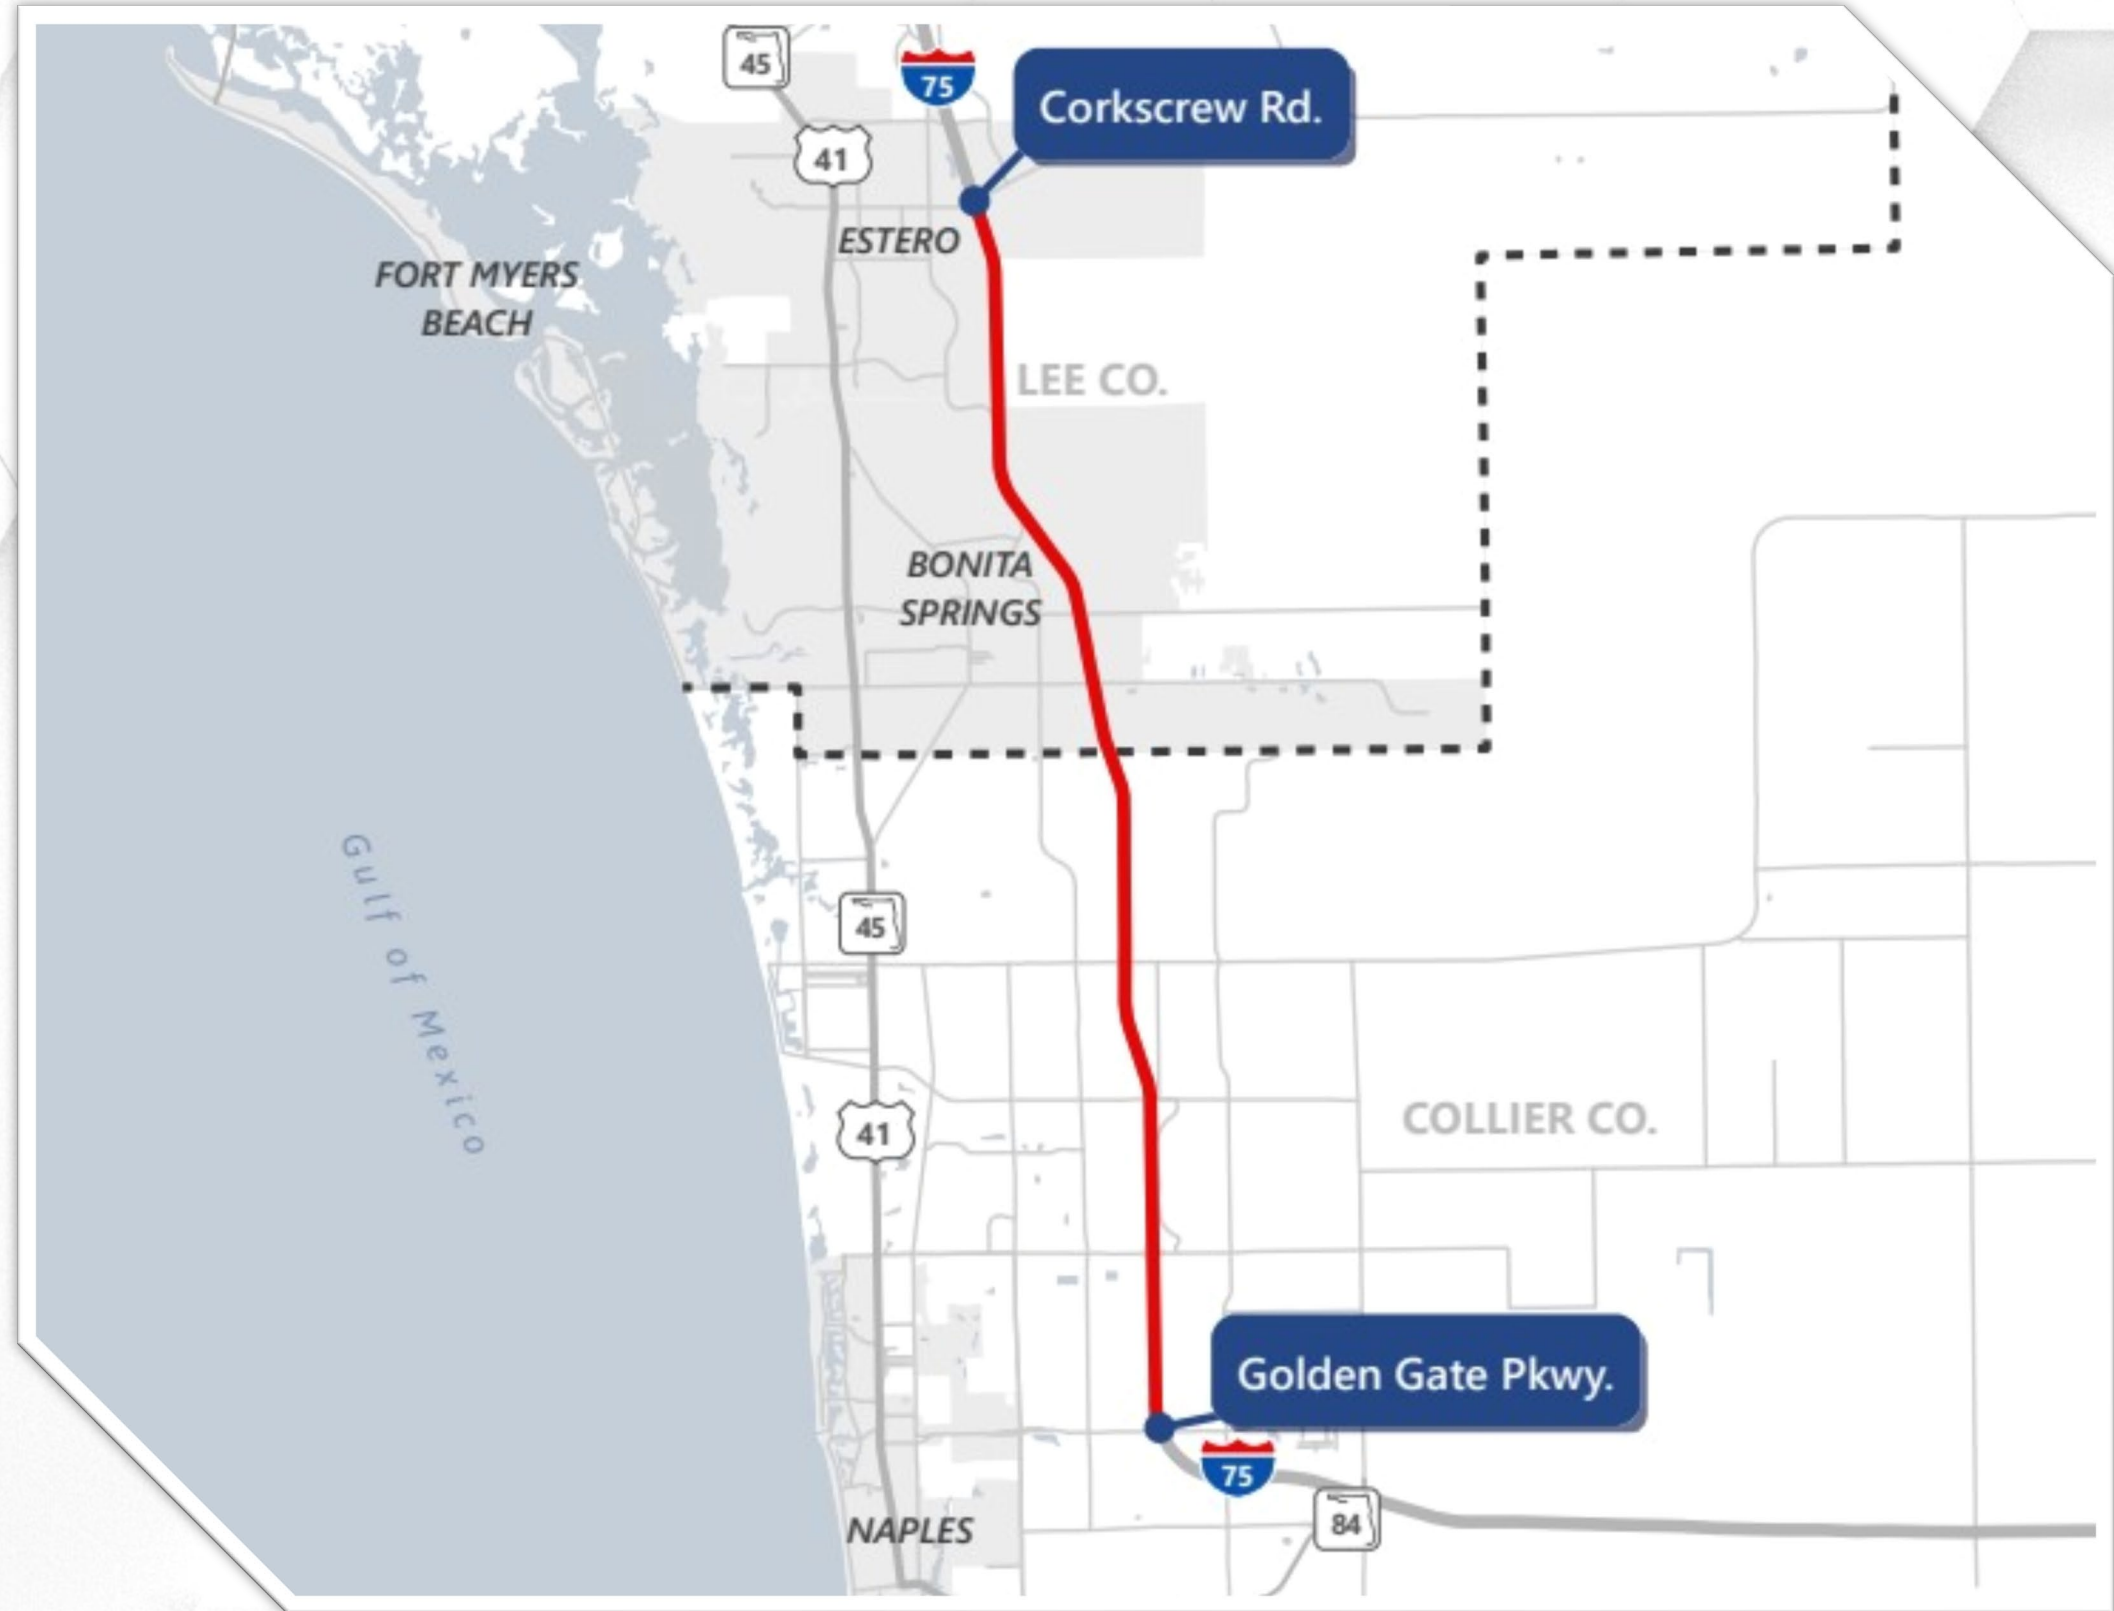 45
75
Corkscrew Rd.
41
ESTERO
FORT MYERS
BEACH
LEE CO.
BONITA
SPRINGS
Gulf of Mexico
45
COLLIER CO.
41
Golden Gate Pkwy.
75
84
NAPLES